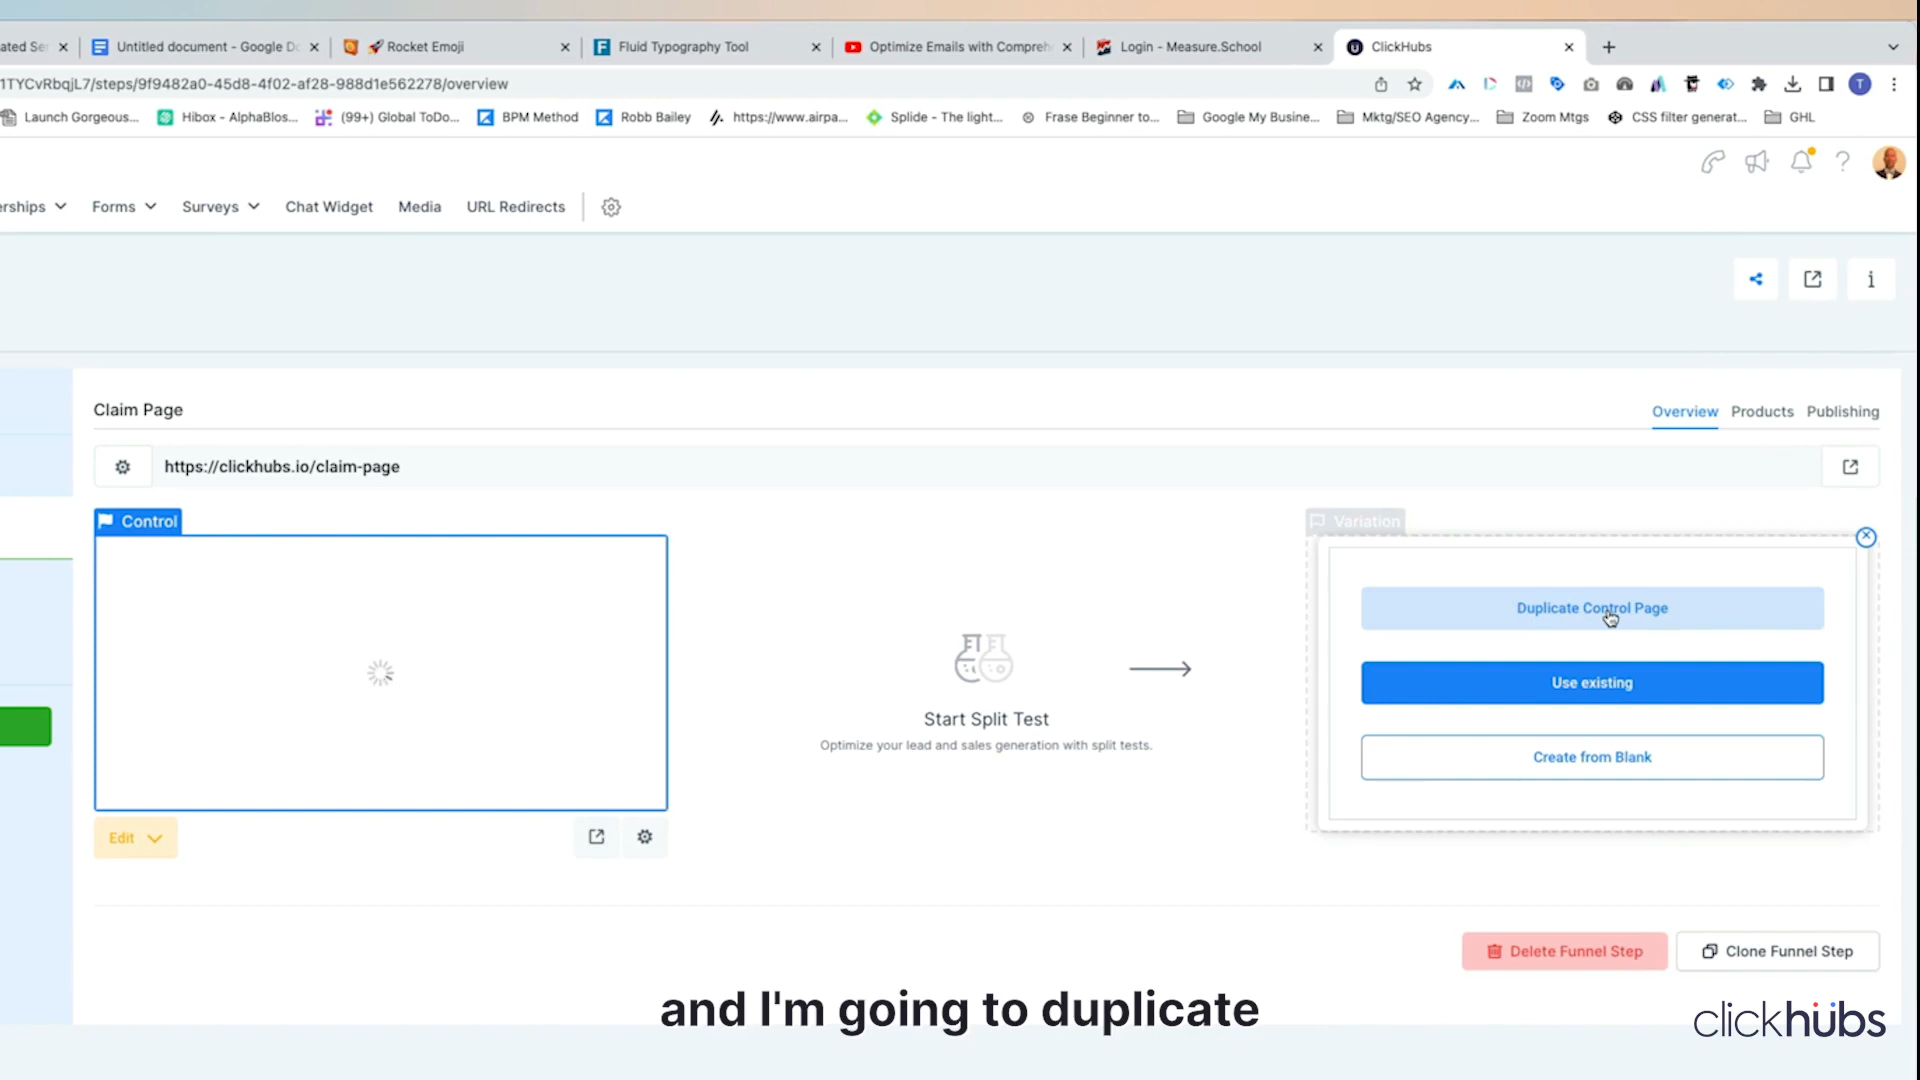 ated Se
Untitled document - Google Do
🚀 Rocket Emoji
Fluid Typography Tool
Optimize Emails with Compreh
Login - Measure.School
ClickHubs
1TYCvRbqjL7/steps/9f9482a0-45d8-4f02-af28-988d1e562278/overview
T
Launch Gorgeous...
Hibox - AlphaBlos...
(99+) Global ToDo...
BPM Method
Robb Bailey
https://www.airpa...
Splide - The light...
Frase Beginner to...
Google My Busine...
Mktg/SEO Agency...
Zoom Mtgs
CSS filter generat...
GHL
erships
Forms
Surveys
Chat Widget
Media
URL Redirects
Claim Page
Overview
Products
Publishing
https://clickhubs.io/claim-page
Control
Variation
Duplicate Control Page
Use existing
Create from Blank
Start Split Test
Optimize your lead and sales generation with split tests.
Edit
Delete Funnel Step
Clone Funnel Step
and I'm going to duplicate
clickhubs